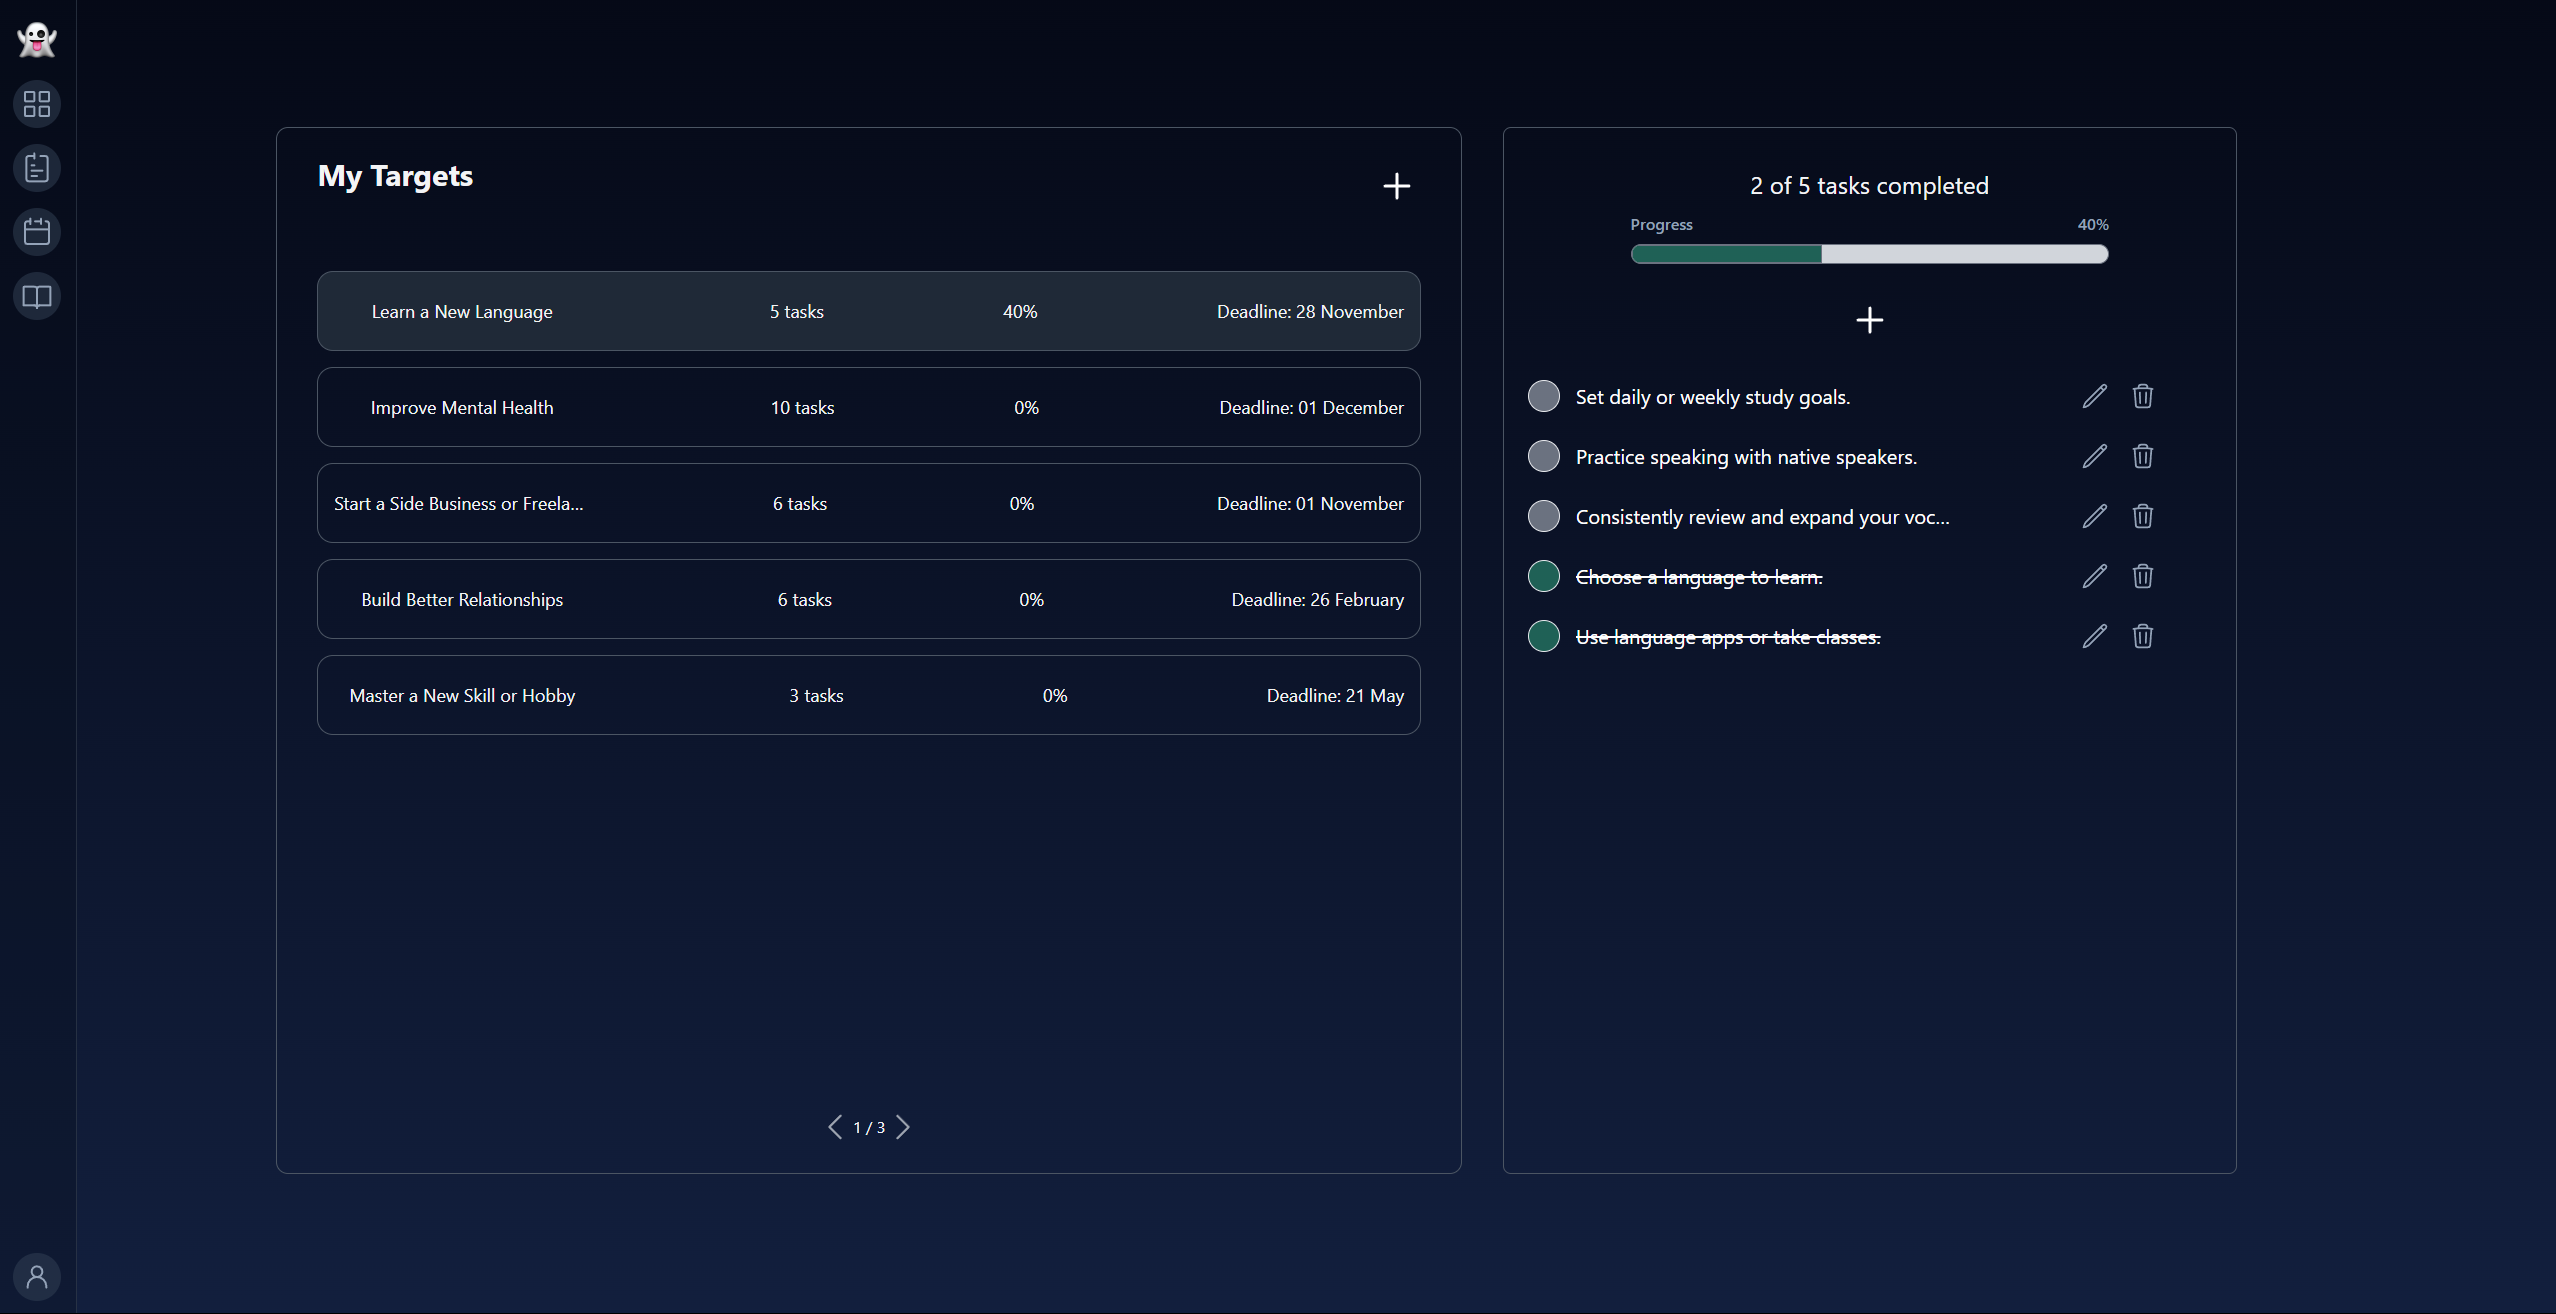 My Targets
Learn a New Language 5 tasks 40% Deadline: 28 November
Improve Mental Health 10 tasks 0% Deadline: 01 December
Start a Side Business or Freela... 6 tasks 0% Deadline: 01 November
Build Better Relationships 6 tasks 0% Deadline: 26 February
Master a New Skill or Hobby 3 tasks 0% Deadline: 21 May
1 / 3
2 of 5 tasks completed
Progress 40%
Set daily or weekly study goals.
Practice speaking with native speakers.
Consistently review and expand your voc...
Choose a language to learn.
Use language apps or take classes.